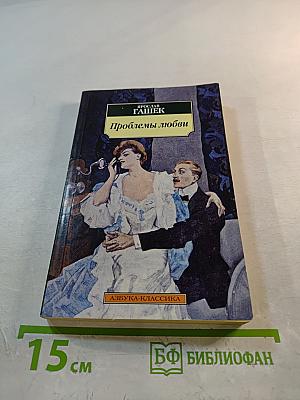 ЯРОСЛАВ
ГАШЕК
Проблемы любви
АЗБУКА-КЛАССИКА
15 см
БФ БИБЛИОФАН